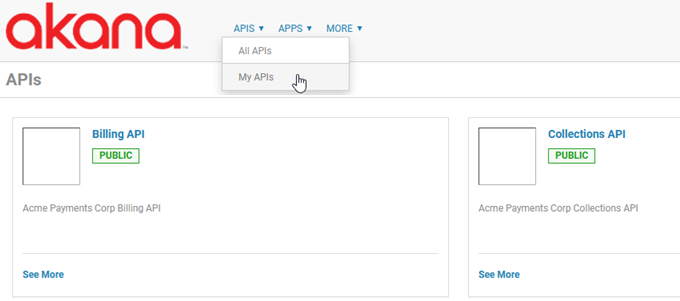 akana™
APIS ▼ APPS ▼ MORE ▼
All APIs
My APIs
APIs
Billing API
PUBLIC
Acme Payments Corp Billing API
See More
Collections API
PUBLIC
Acme Payments Corp Collections API
See More